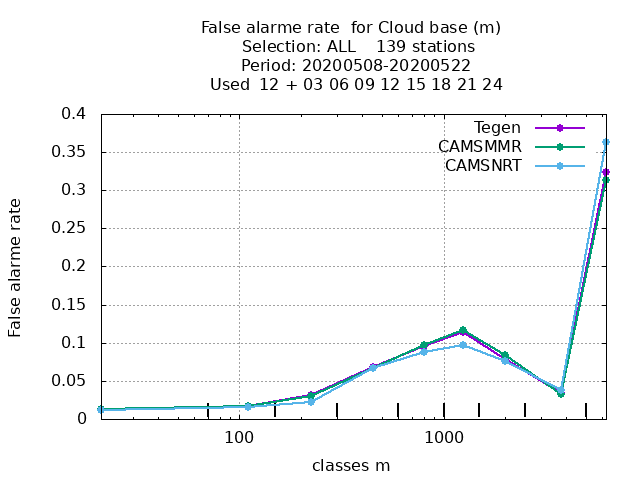 False alarme rate  for Cloud base (m)
Selection: ALL    139 stations
Period: 20200508-20200522
Used  12 + 03 06 09 12 15 18 21 24
Tegen
CAMSMMR
CAMSNRT
0.4
0.35
0.3
0.25
0.2
0.15
0.1
0.05
0
False alarme rate
100
1000
classes m